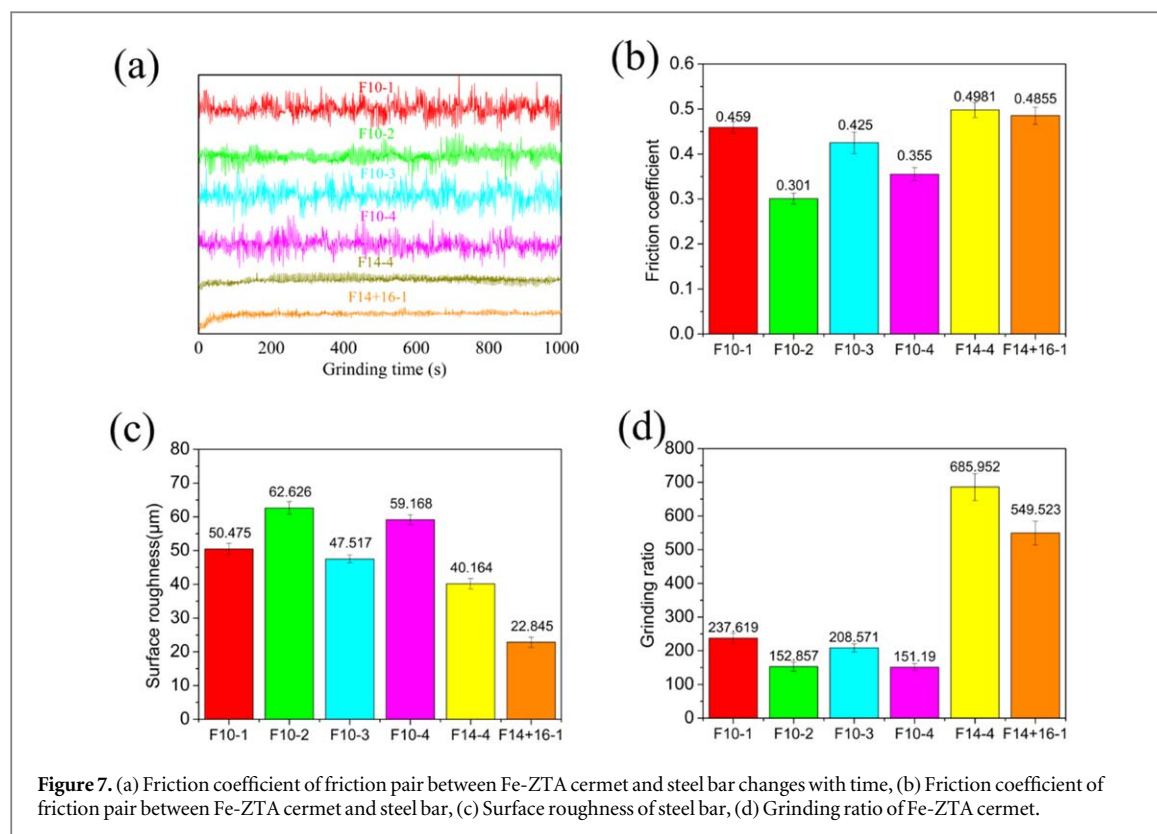 (a)
F10-1
F10-2
F10-3
F10-4
F14-4
F14+16-1
0 200 400 600 800 1000
Grinding time (s)
(b)
0.6
0.5
0.4
0.3
0.2
0.1
0.0
Friction coefficient
0.459
0.301
0.425
0.355
0.4981
0.4855
F10-1 F10-2 F10-3 F10-4 F14-4 F14+16-1
(c)
80
70
60
50
40
30
20
10
0
Surface roughness(μm)
50.475
62.626
47.517
59.168
40.164
22.845
F10-1 F10-2 F10-3 F10-4 F14-4 F14+16-1
(d)
800
700
600
500
400
300
200
150
100
0
Grinding ratio
237.619
152.857
208.571
151.19
685.952
549.523
F10-1 F10-2 F10-3 F10-4 F14-4 F14+16-1
Figure 7. (a) Friction coefficient of friction pair between Fe-ZTA cermet and steel bar changes with time, (b) Friction coefficient of
friction pair between Fe-ZTA cermet and steel bar, (c) Surface roughness of steel bar, (d) Grinding ratio of Fe-ZTA cermet.